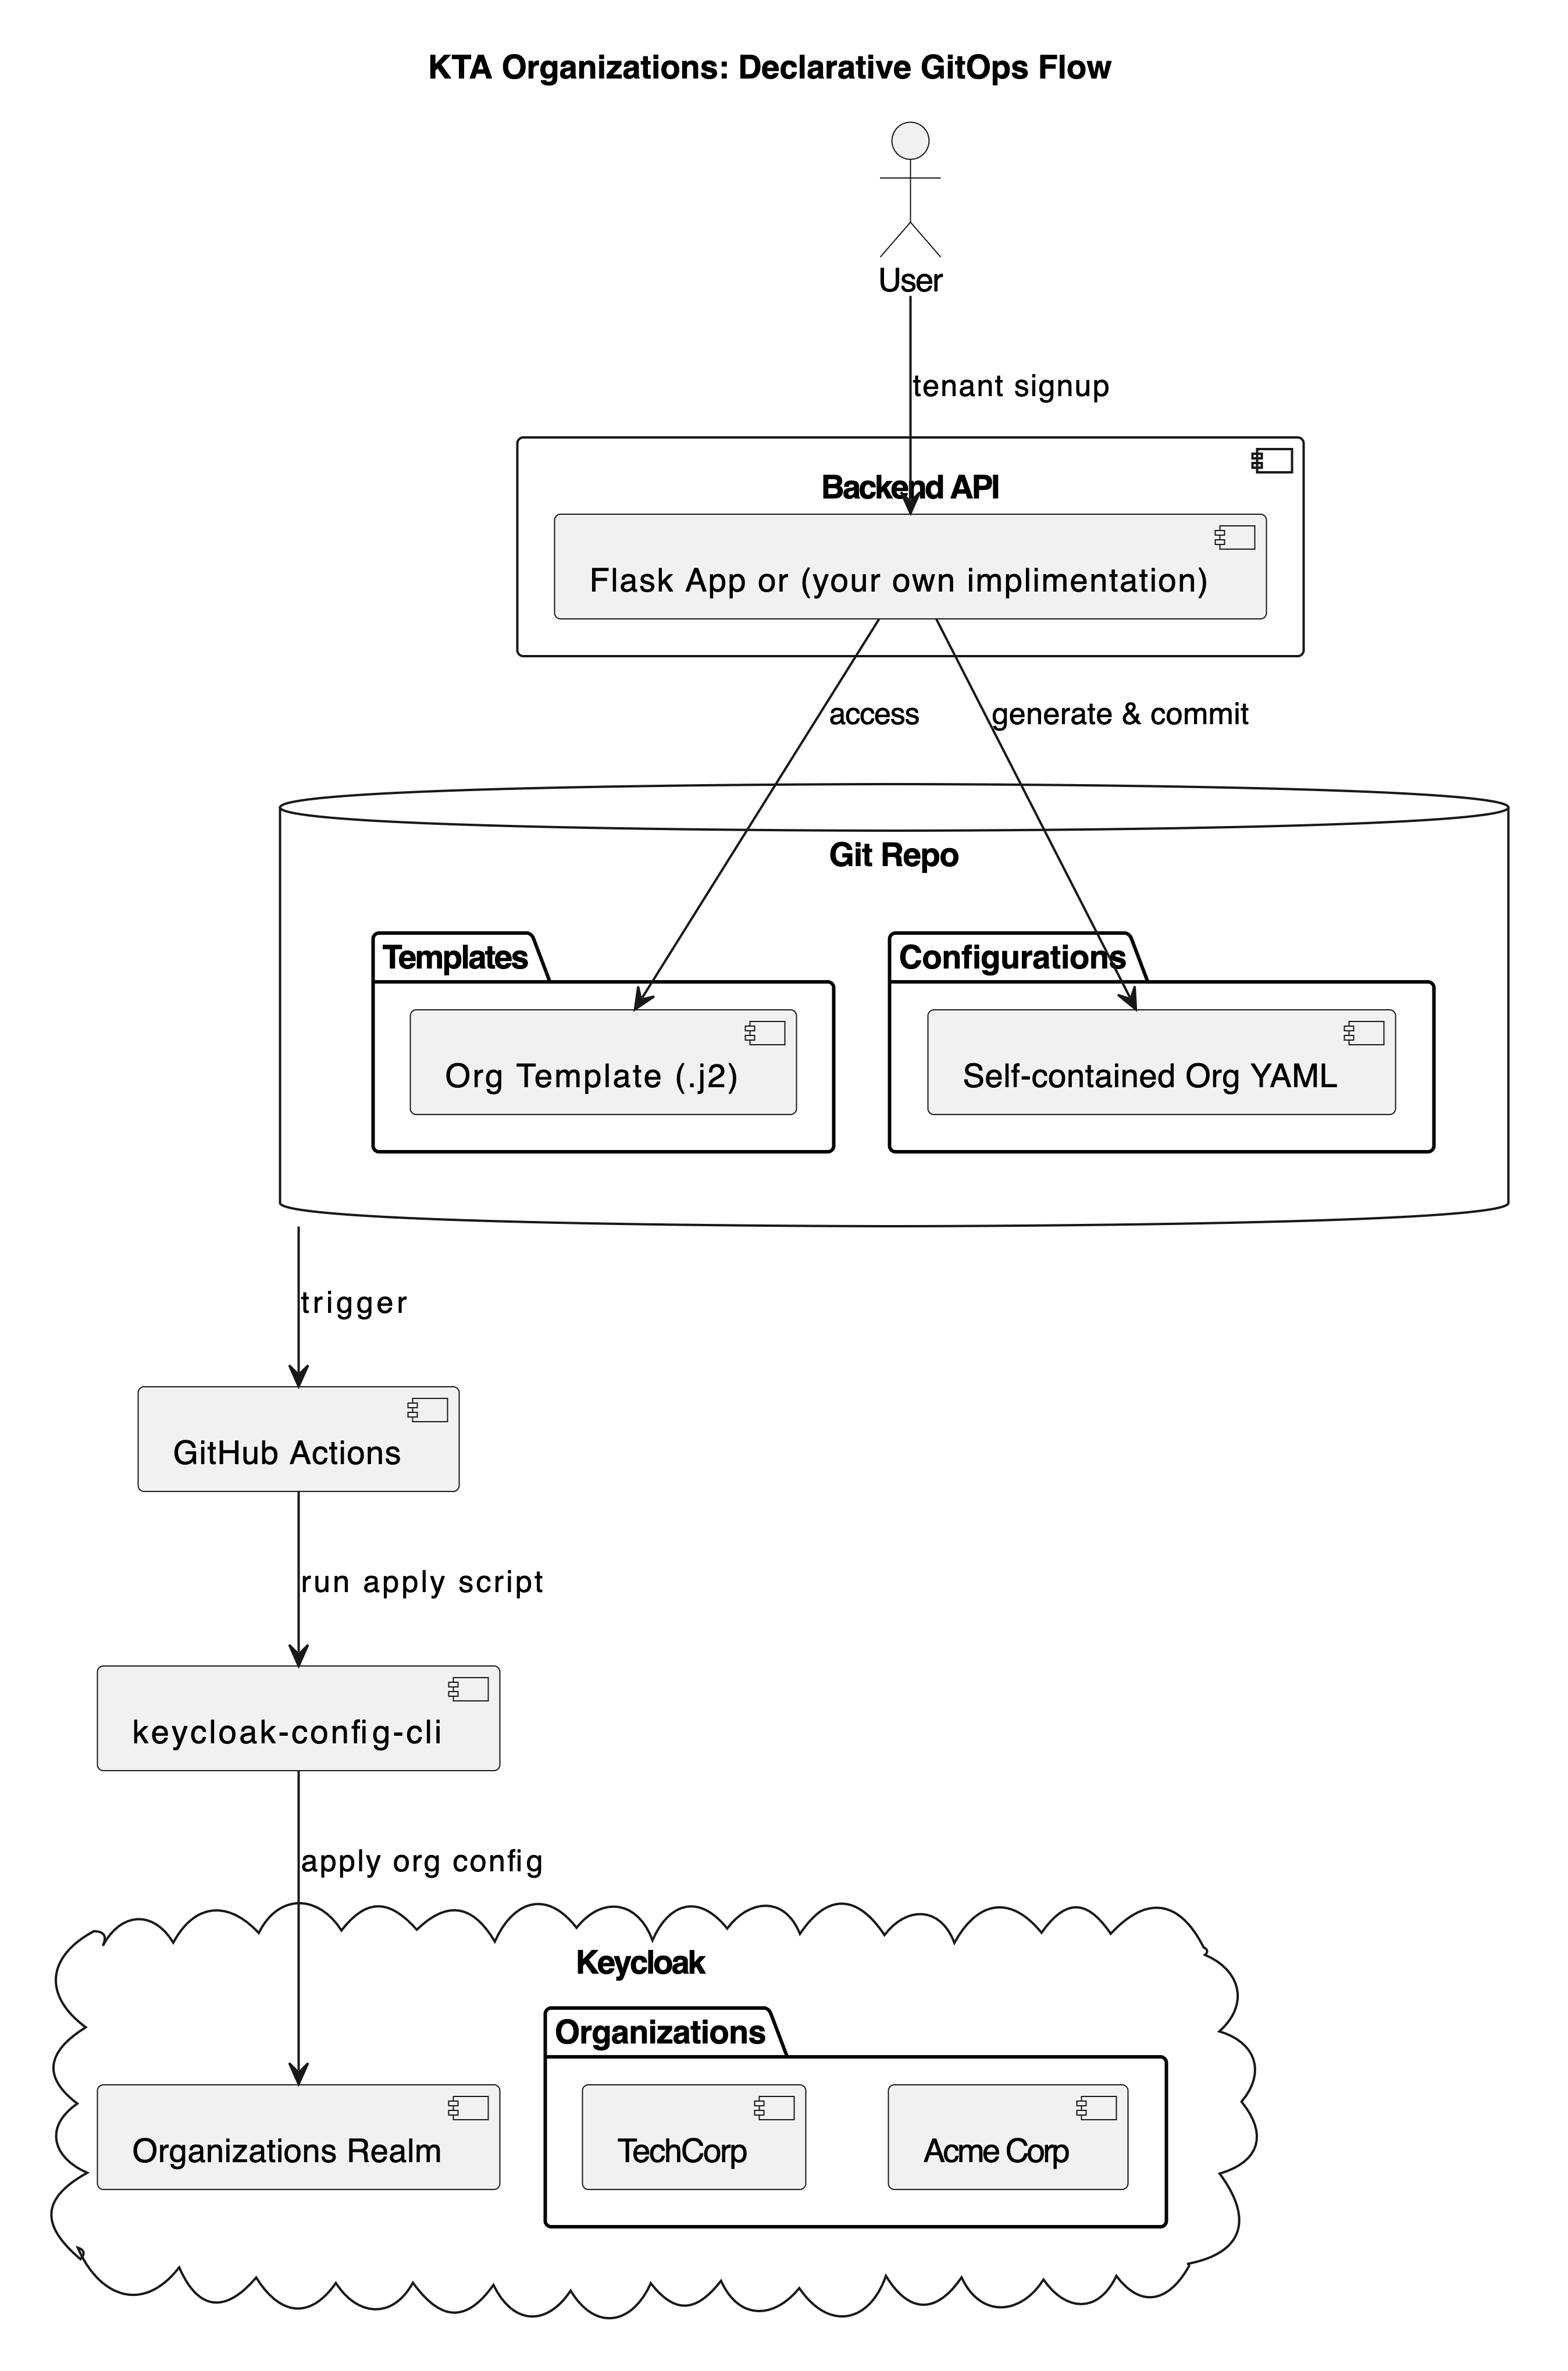 KTA Organizations: Declarative GitOps Flow
User
tenant signup
Backend API
Flask App or (your own implimentation)
access
generate & commit
Git Repo
Templates
Configurations
Org Template (.j2)
Self-contained Org YAML
trigger
GitHub Actions
run apply script
keycloak-config-cli
apply org config
Keycloak
Organizations
Organizations Realm
TechCorp
Acme Corp